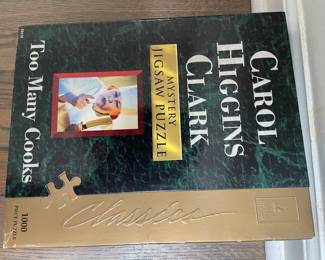 CAROL
HIGGINS
CLARK
MYSTERY
JIGSAW PUZZLE
Too Many Cooks
Classics
1000